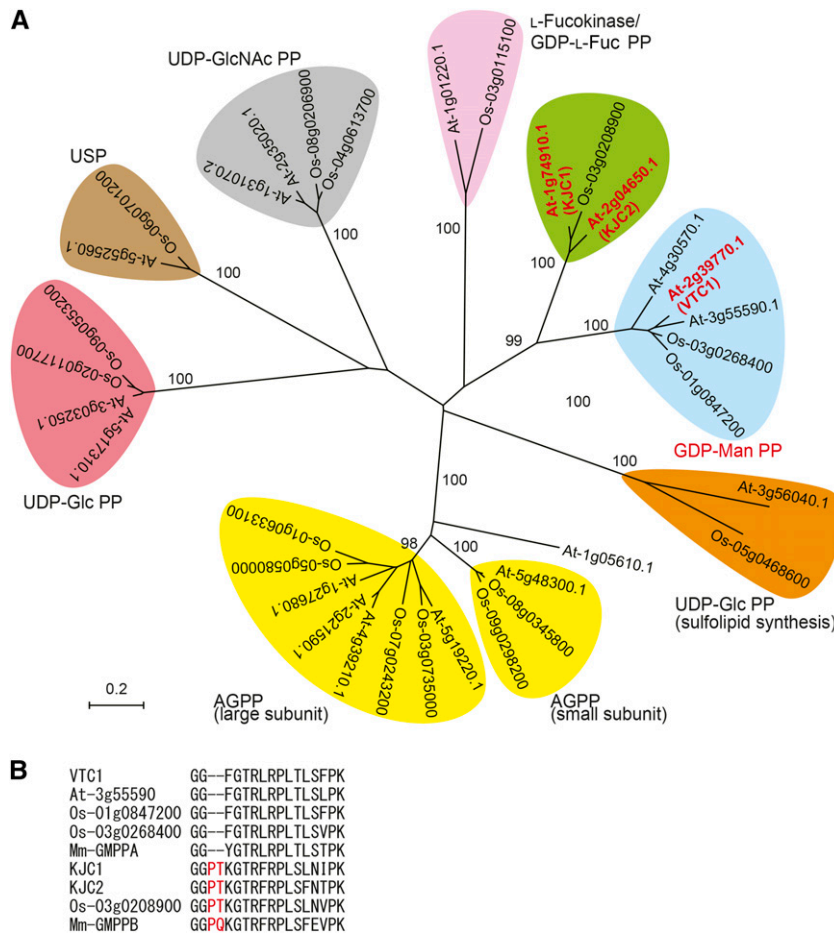 A
L-Fucokinase/
GDP-L-Fuc PP
At-1g01220.1
Os-03g0115100
UDP-GlcNAc PP
At-1g31070.2
At-2g35020.1
Os-08g0206900
Os-04g0613700
100
USP
At-5g52560.1
Os-06g0701200
100
100
At-1g74910.1
(KJC1)
Os-03g0208900
At-2g04650.1
(KJC2)
100
99
At-4g30570.1
At-2g39770.1
(VTC1)
At-3g55590.1
Os-03g0268400
Os-01g0847200
100
100
GDP-Man PP
Os-09g0553200
Os-02g0117700
At-3g03250.1
At-5g17310.1
100
UDP-Glc PP
100
At-3g56040.1
Os-05g0468600
UDP-Glc PP
(sulfolipid synthesis)
100
At-1g05610.1
98
Os-01g0633100
Os-05g0580000
At-1g27680.1
At-2g21590.1
At-4g39210.1
Os-07g0243200
Os-03g0735000
At-5g19220.1
AGPP
(large subunit)
100
At-5g48300.1
Os-08g0345800
Os-09g0298200
AGPP
(small subunit)
0.2
B
VTC1 GG--FGTRLRPLTLSFPK
At-3g55590 GG--FGTRLRPLTLSLPK
Os-01g0847200 GG--FGTRLRPLTLSFPK
Os-03g0268400 GG--FGTRLRPLTLSVPK
Mm-GMPPA GG--YGTRLRPLTLSTPK
KJC1 GGPTKGTRFRPLSLNIPK
KJC2 GGPTKGTRFRPLSFNTPK
Os-03g0208900 GGPTKGTRFRPLSLNVPK
Mm-GMPPB GGPQKGTRFRPLSFEVPK